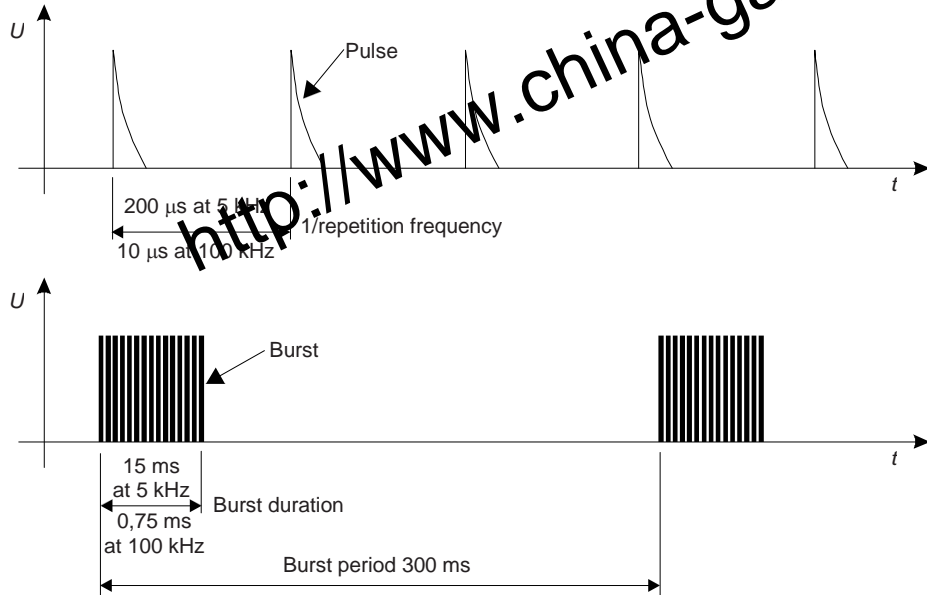 U
Pulse
t
200 μs at 5 kHz
1/repetition frequency
10 μs at 100 kHz
http://www.china-ga
U
Burst
t
15 ms
at 5 kHz
Burst duration
0,75 ms
at 100 kHz
Burst period 300 ms